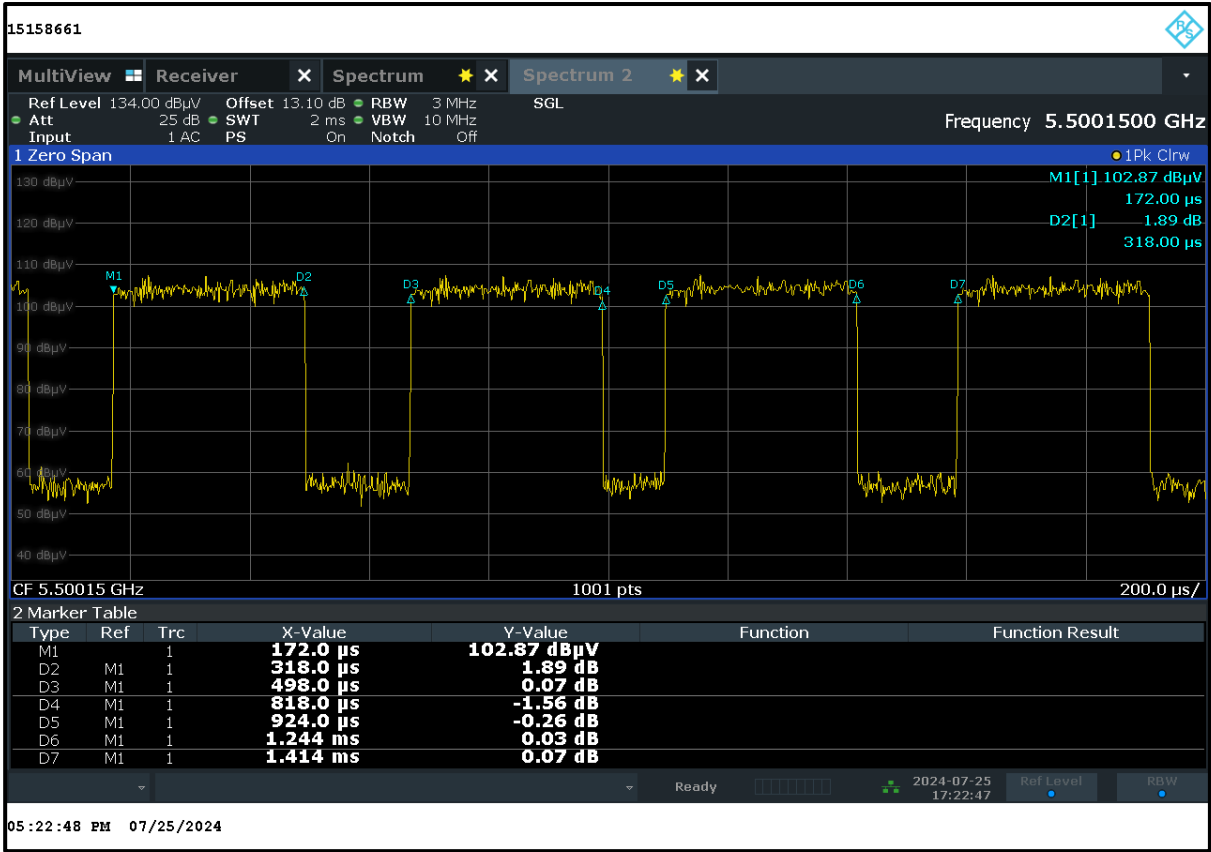 15158661
R&S
MultiView Receiver X Spectrum X Spectrum 2 X
Ref Level 134.00 dBµV Offset 13.10 dB RBW 3 MHz SGL
Att 25 dB SWT 2 ms VBW 10 MHz
Input 1 AC PS On Notch Off
Frequency 5.5001500 GHz
1 Zero Span 1Pk Clrw
M1[1] 102.87 dBµV
172.00 µs
D2[1] 1.89 dB
318.00 µs
130 dBµV
120 dBµV
110 dBµV
100 dBµV
90 dBµV
80 dBµV
70 dBµV
60 dBµV
50 dBµV
40 dBµV
M1 D2 D3 D4 D5 D6 D7
CF 5.50015 GHz 1001 pts 200.0 µs/
2 Marker Table
Type Ref Trc X-Value Y-Value Function Function Result
M1 1 172.0 µs 102.87 dBµV
D2 M1 1 318.0 µs 1.89 dB
D3 M1 1 498.0 µs 0.07 dB
D4 M1 1 818.0 µs -1.56 dB
D5 M1 1 924.0 µs -0.26 dB
D6 M1 1 1.244 ms 0.03 dB
D7 M1 1 1.414 ms 0.07 dB
Ready 2024-07-25 Ref Level RBW
17:22:47
05:22:48 PM 07/25/2024